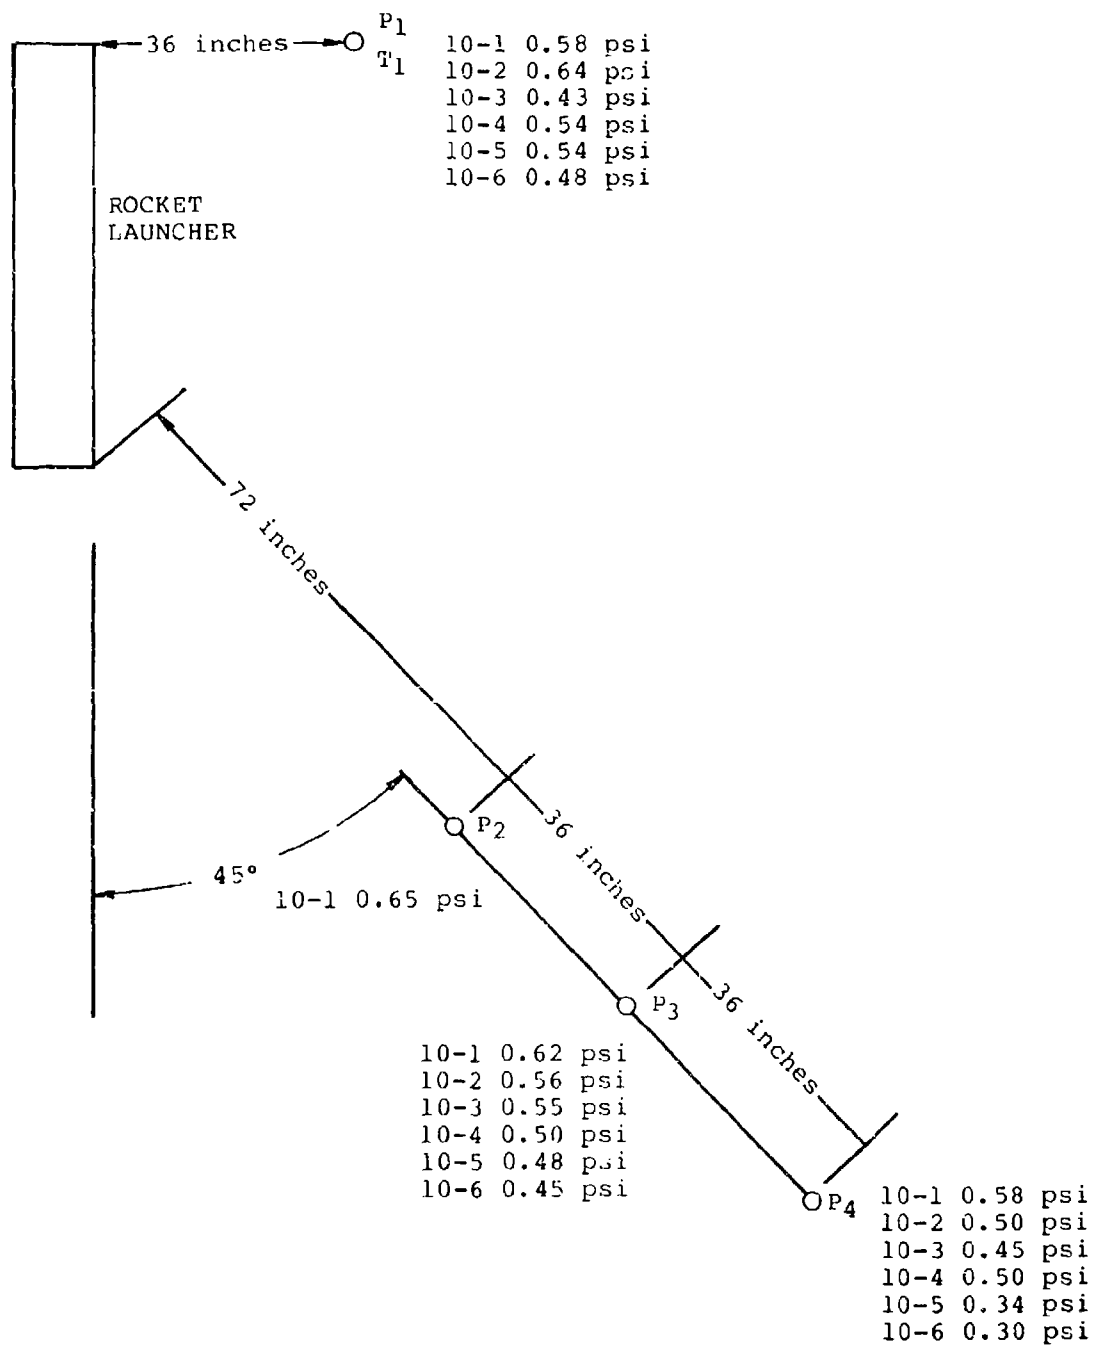 36 inches
P1
T1
10-1 0.58 psi
10-2 0.64 psi
10-3 0.43 psi
10-4 0.54 psi
10-5 0.54 psi
10-6 0.48 psi
ROCKET
LAUNCHER
72 inches
36 inches
P2
45°
10-1 0.65 psi
36 inches
P3
10-1 0.62 psi
10-2 0.56 psi
10-3 0.55 psi
10-4 0.50 psi
10-5 0.48 psi
10-6 0.45 psi
P4
10-1 0.58 psi
10-2 0.50 psi
10-3 0.45 psi
10-4 0.50 psi
10-5 0.34 psi
10-6 0.30 psi